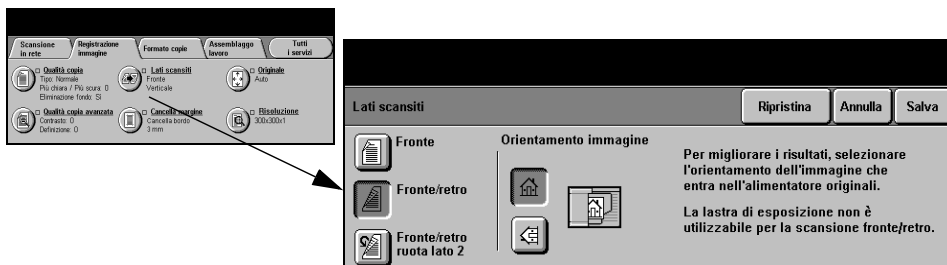 Scansione in rete
Registrazione immagine
Formato copie
Assemblaggo lavoro
Tutti i servizi
Qualità copia
Tipo: Normale
Più chiara / Più scura: 0
Eliminazione fondo: Sì
Lati scansiti
Fronte
Verticale
Originale
Auto
Qualità copia avanzata
Contrasto: 0
Definizione: 0
Cancella margine
Cancella bordo
3 mm
Risoluzione
300x300x1
Lati scansiti
Ripristina
Annulla
Salva
Fronte
Fronte/retro
Fronte/retro
ruota lato 2
Orientamento immagine
Per migliorare i risultati, selezionare
l'orientamento dell'immagine che
entra nell'alimentatore originali.
La lastra di esposizione non è
utilizzabile per la scansione fronte/retro.